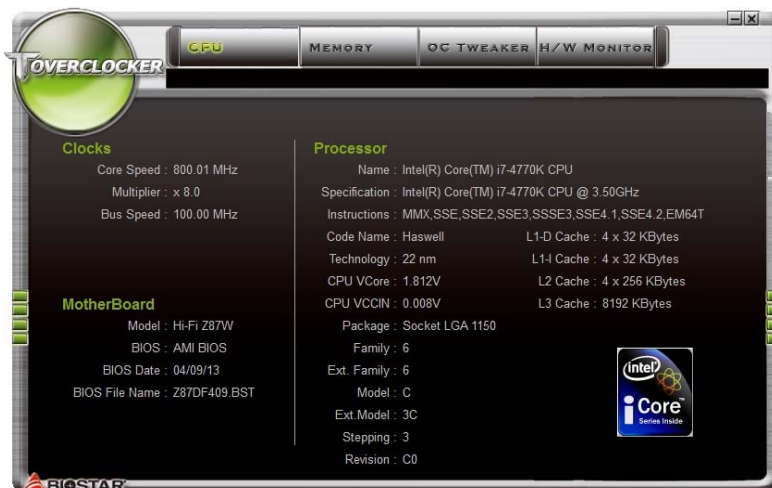 TOVERCLOCKER
CPU
MEMORY
OC TWEAKER
H/W MONITOR
Clocks
Core Speed : 800.01 MHz
Multiplier : x 8.0
Bus Speed : 100.00 MHz
MotherBoard
Model : Hi-Fi Z87W
BIOS : AMI BIOS
BIOS Date : 04/09/13
BIOS File Name : Z87DF409.BST
Processor
Name : Intel(R) Core(TM) i7-4770K CPU
Specification : Intel(R) Core(TM) i7-4770K CPU @ 3.50GHz
Instructions : MMX,SSE,SSE2,SSE3,SSSE3,SSE4.1,SSE4.2,EM64T
Code Name : Haswell L1-D Cache : 4 x 32 KBytes
Technology : 22 nm L1-I Cache : 4 x 32 KBytes
CPU VCore : 1.812V L2 Cache : 4 x 256 KBytes
CPU VCCIN : 0.008V L3 Cache : 8192 KBytes
Package : Socket LGA 1150
Family : 6
Ext. Family : 6
Model : C
Ext.Model : 3C
Stepping : 3
Revision : C0
intel
i Core™
Series Inside
BIOSTAR